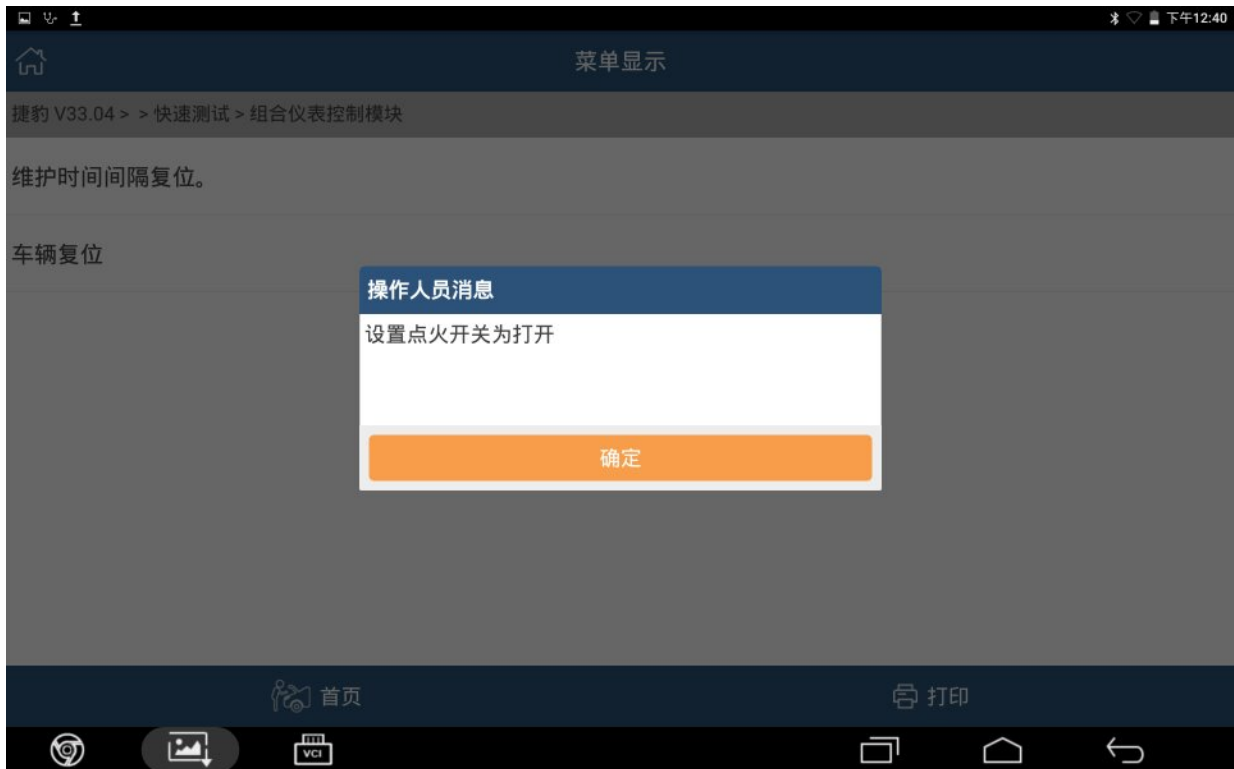 下午12:40
菜单显示
捷豹 V33.04 > > 快速测试 > 组合仪表控制模块
维护时间间隔复位。
车辆复位
操作人员消息
设置点火开关为打开
确定
首页
打印
VCI